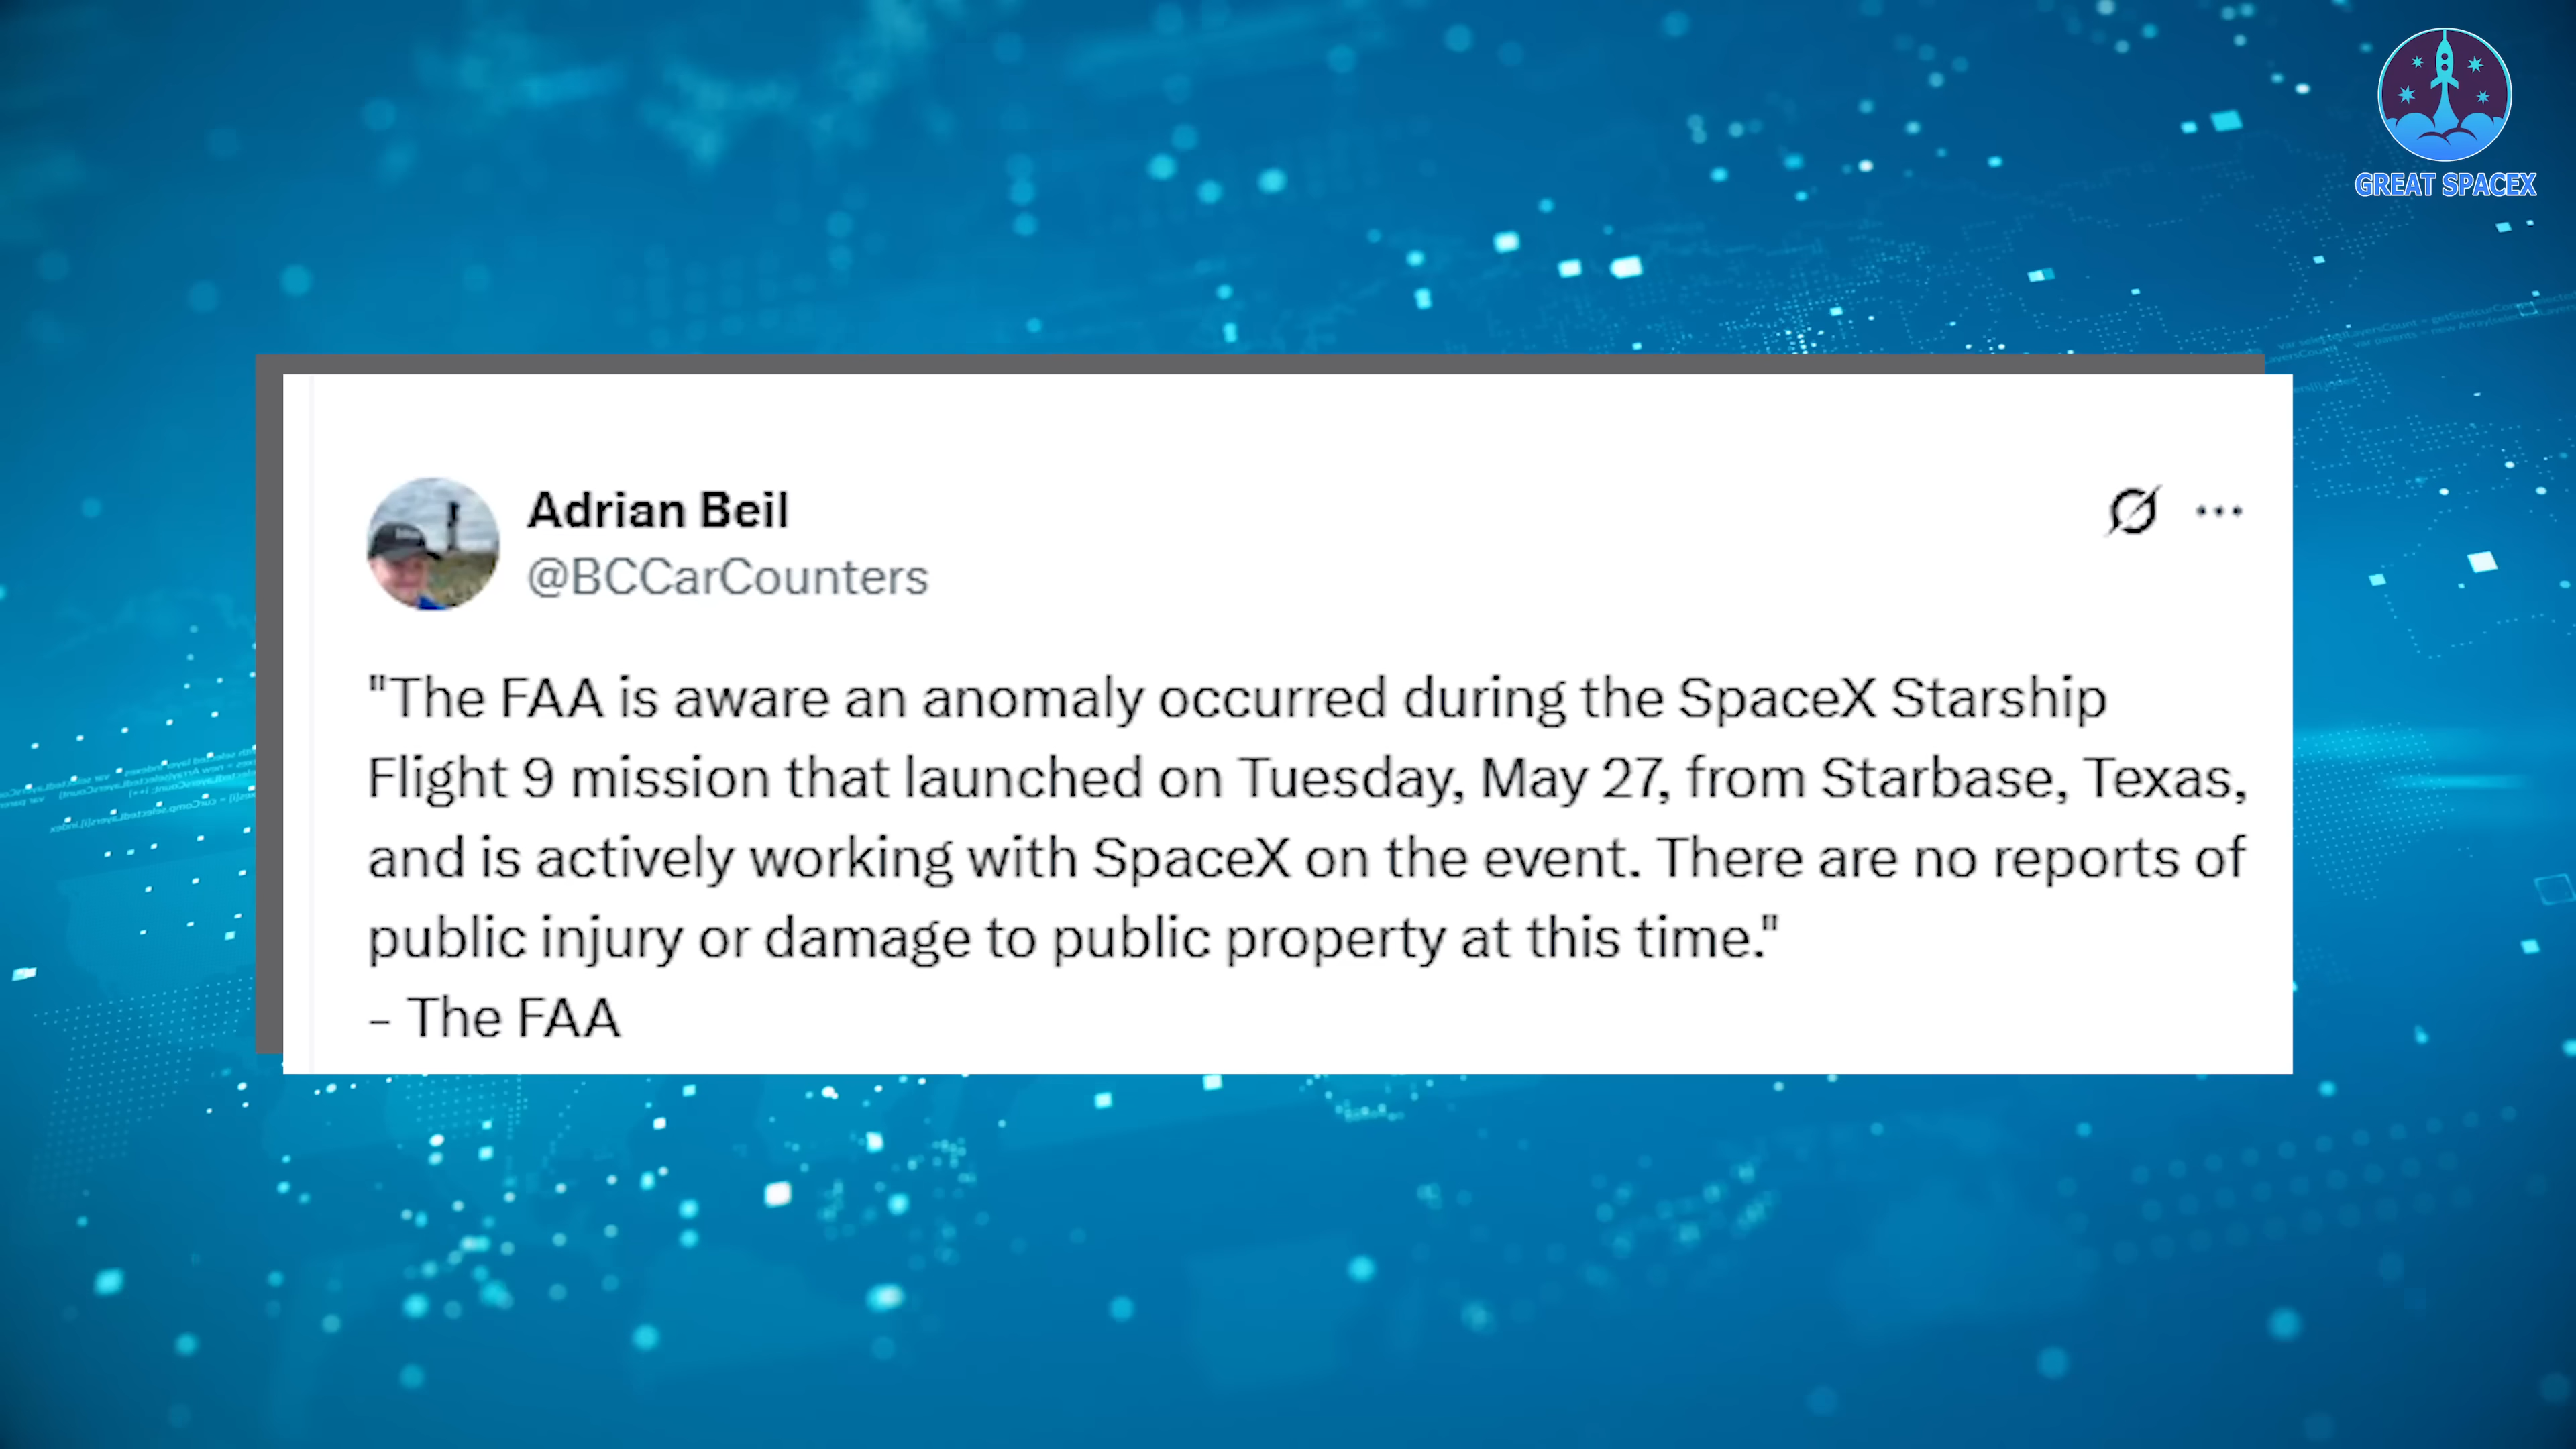 GREAT SPACEX
Adrian Beil
@BCCarCounters
"The FAA is aware an anomaly occurred during the SpaceX Starship
Flight 9 mission that launched on Tuesday, May 27, from Starbase, Texas,
and is actively working with SpaceX on the event. There are no reports of
public injury or damage to public property at this time."
- The FAA